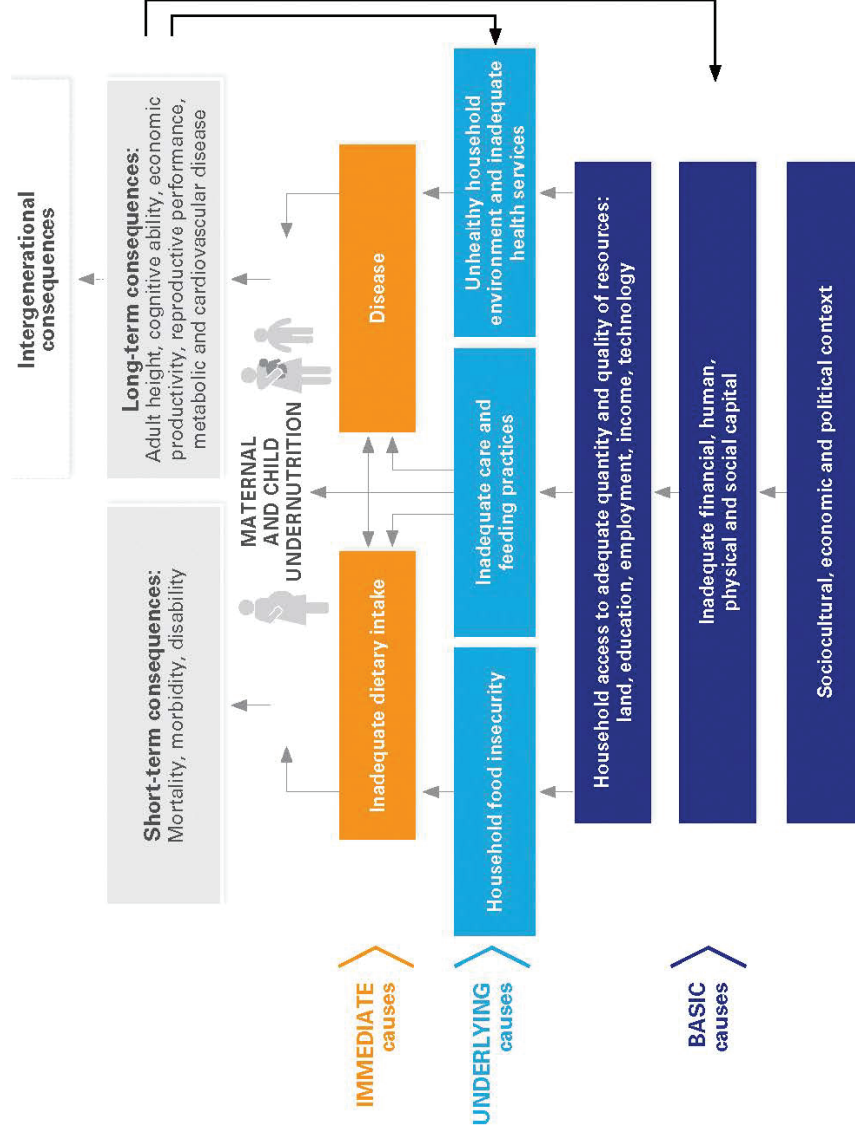 Intergenerational
consequences
Short-term consequences:
Mortality, morbidity, disability
Long-term consequences:
Adult height, cognitive ability, economic
productivity, reproductive performance,
metabolic and cardiovascular disease
MATERNAL
AND CHILD
UNDERNUTRITION
IMMEDIATE
causes
Inadequate dietary intake
Disease
UNDERLYING
causes
Household food insecurity
Inadequate care and
feeding practices
Unhealthy household
environment and inadequate
health services
BASIC
causes
Household access to adequate quantity and quality of resources:
land, education, employment, income, technology
Inadequate financial, human,
physical and social capital
Sociocultural, economic and political context